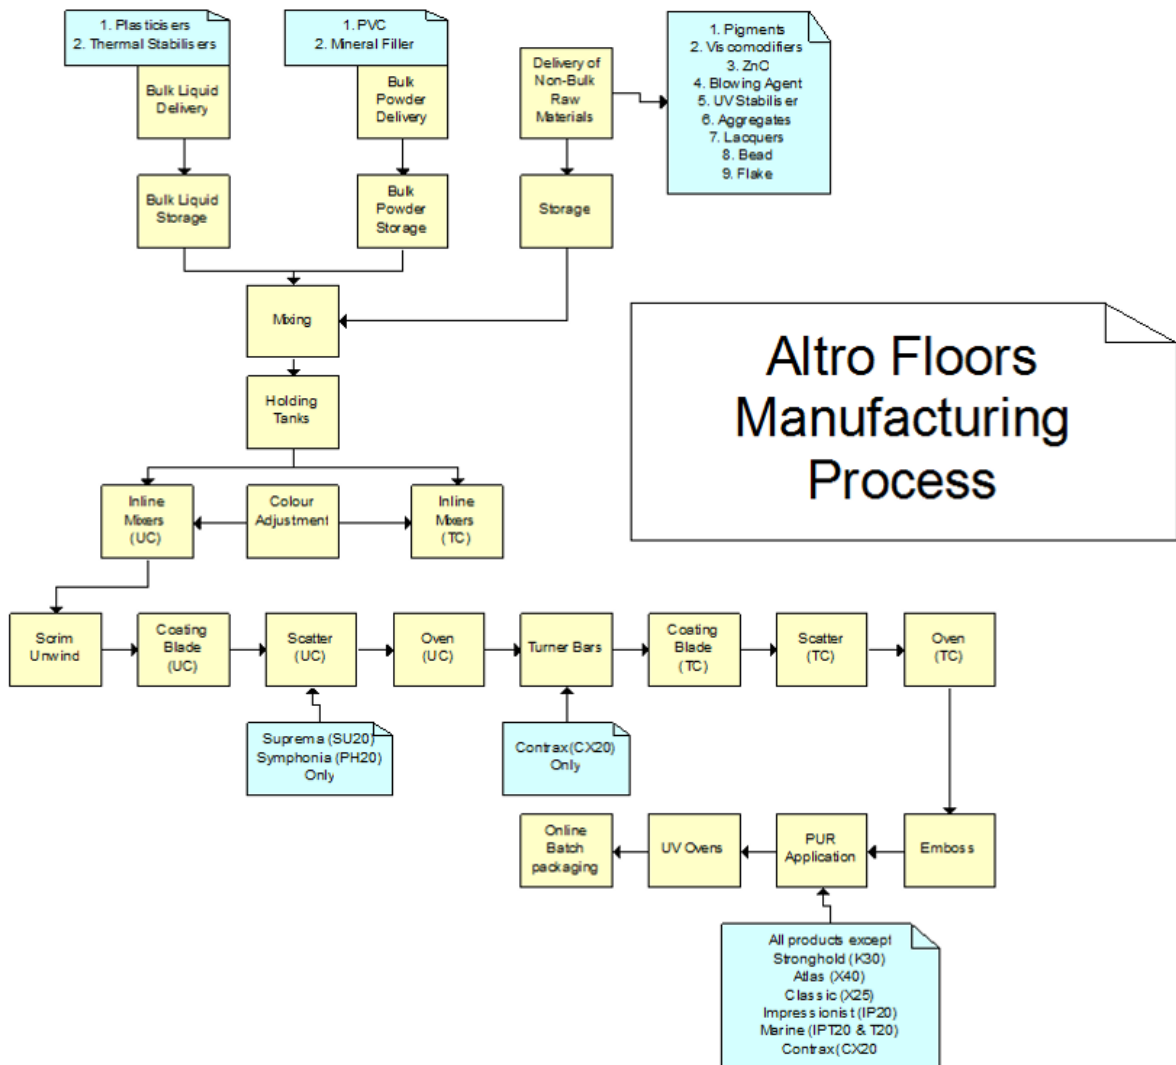 1. Plasticisers
2. Thermal Stabilisers
1. PVC
2. Mineral Filler
1. Pigments
2. Viscomodifiers
3. ZnO
4. Blowing Agent
5. UV Stabiliser
6. Aggregates
7. Lacquers
8. Bead
9. Flake
Bulk Liquid
Delivery
Bulk
Powder
Delivery
Delivery of
Non-Bulk
Raw
Materials
Bulk Liquid
Storage
Bulk
Powder
Storage
Storage
Mixing
Altro Floors
Manufacturing
Process
Holding
Tanks
Inline
Mixers
(UC)
Colour
Adjustment
Inline
Mixers
(TC)
Scrim
Unwind
Coating
Blade
(UC)
Scatter
(UC)
Oven
(UC)
Turner Bars
Coating
Blade
(TC)
Scatter
(TC)
Oven
(TC)
Suprema (SU20)
Symphonia (PH20)
Only
Contrax (CX20)
Only
Online
Batch
packaging
UV Ovens
PUR
Application
Emboss
All products except
Stronghold (K30)
Atlas (X40)
Classic (X25)
Impressionist (IP20)
Marine (IPT20 & T20)
Contrax (CX20